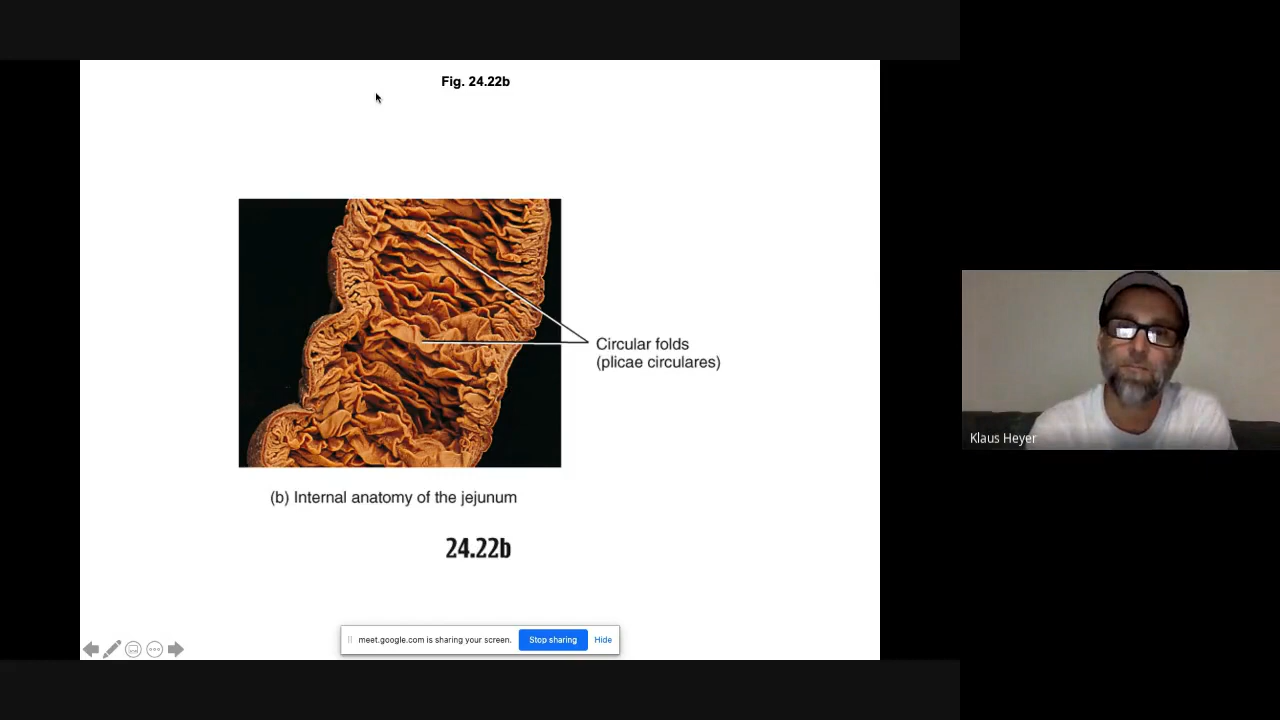 Fig. 24.22b
Circular folds
(plicae circulares)
(b) Internal anatomy of the jejunum
24.22b
meet.google.com is sharing your screen.
Stop sharing
Hide
Klaus Heyer